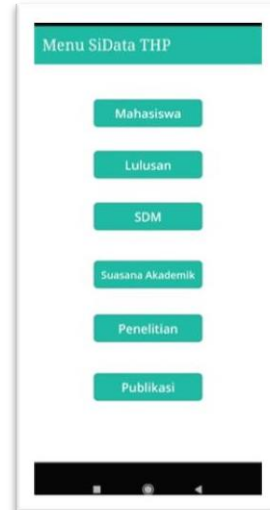 Menu SiData THP
Mahasiswa
Lulusan
SDM
Suasana Akademik
Penelitian
Publikasi